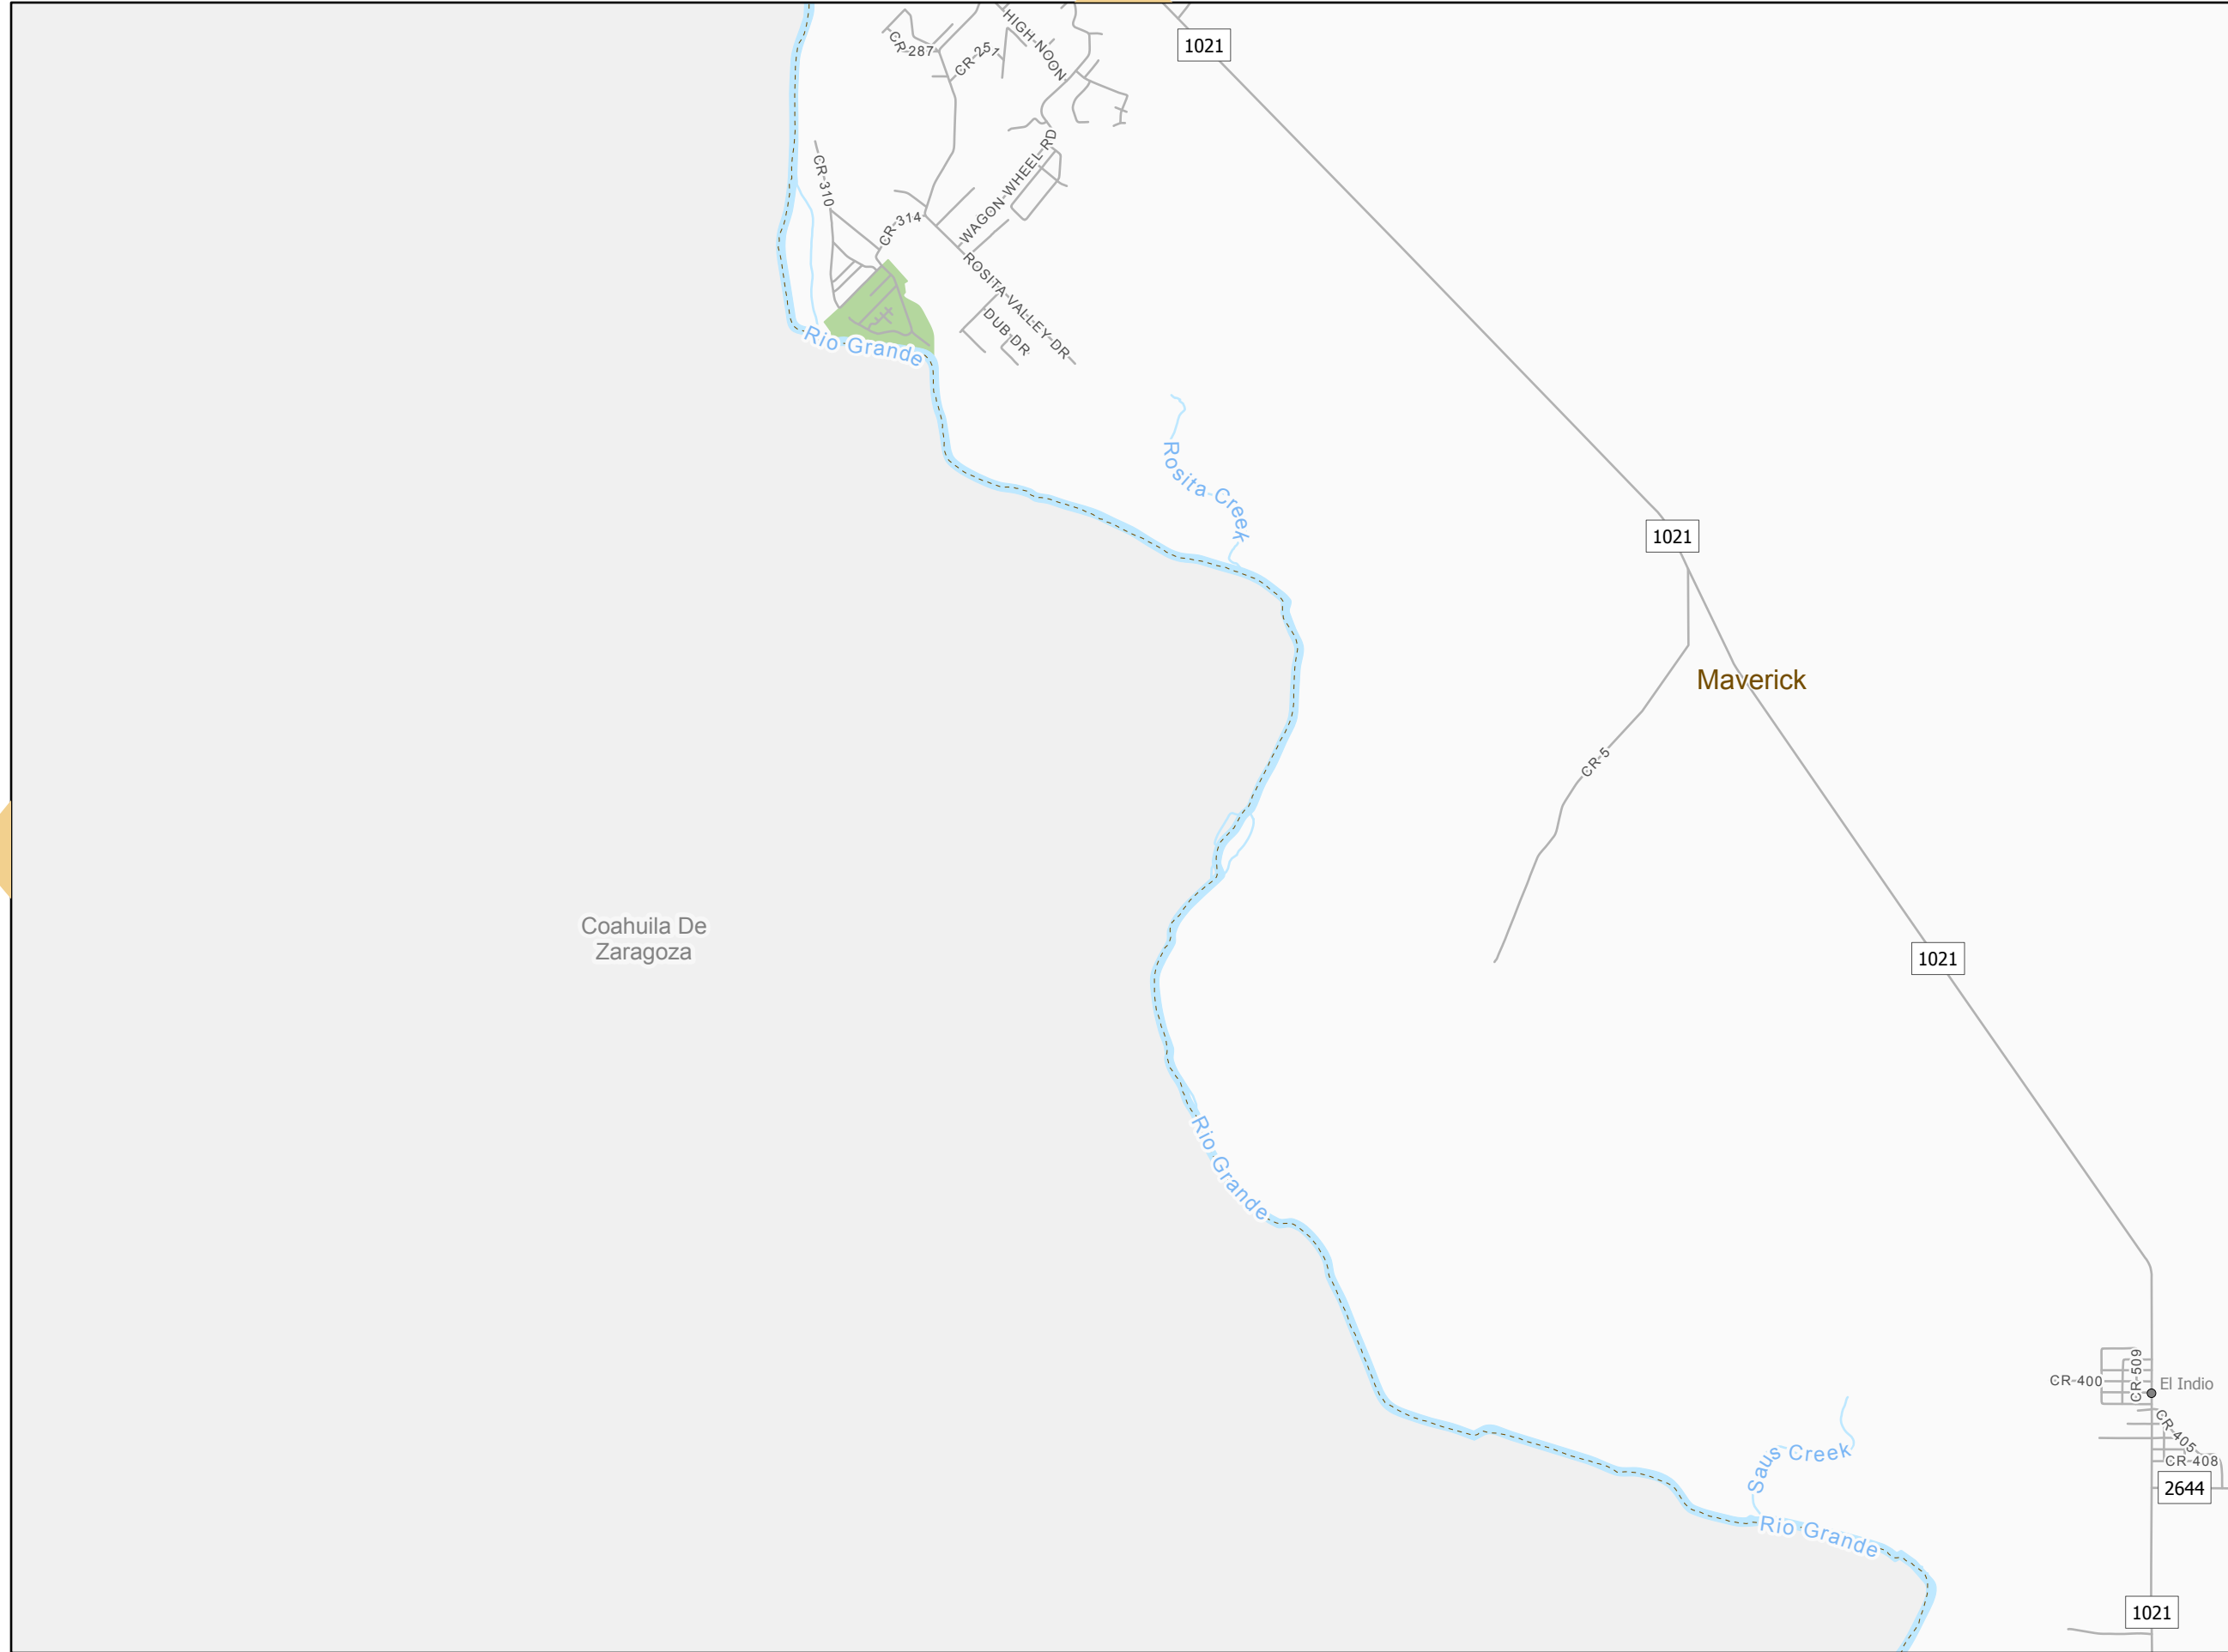 HIGH-NOON
1021
CR-287
CR-251
WAGON-WHEEL-RD
CR-310
CR-314
ROSITA-VALLEY-DR
DUB-DR
Rio Grande
Rosita Creek
1021
Maverick
CR-5
Coahuila De
Zaragoza
1021
Rio Grande
CR-509
CR-400
El Indio
CR-405
Saus Creek
CR-408
2644
Rio Grande
1021